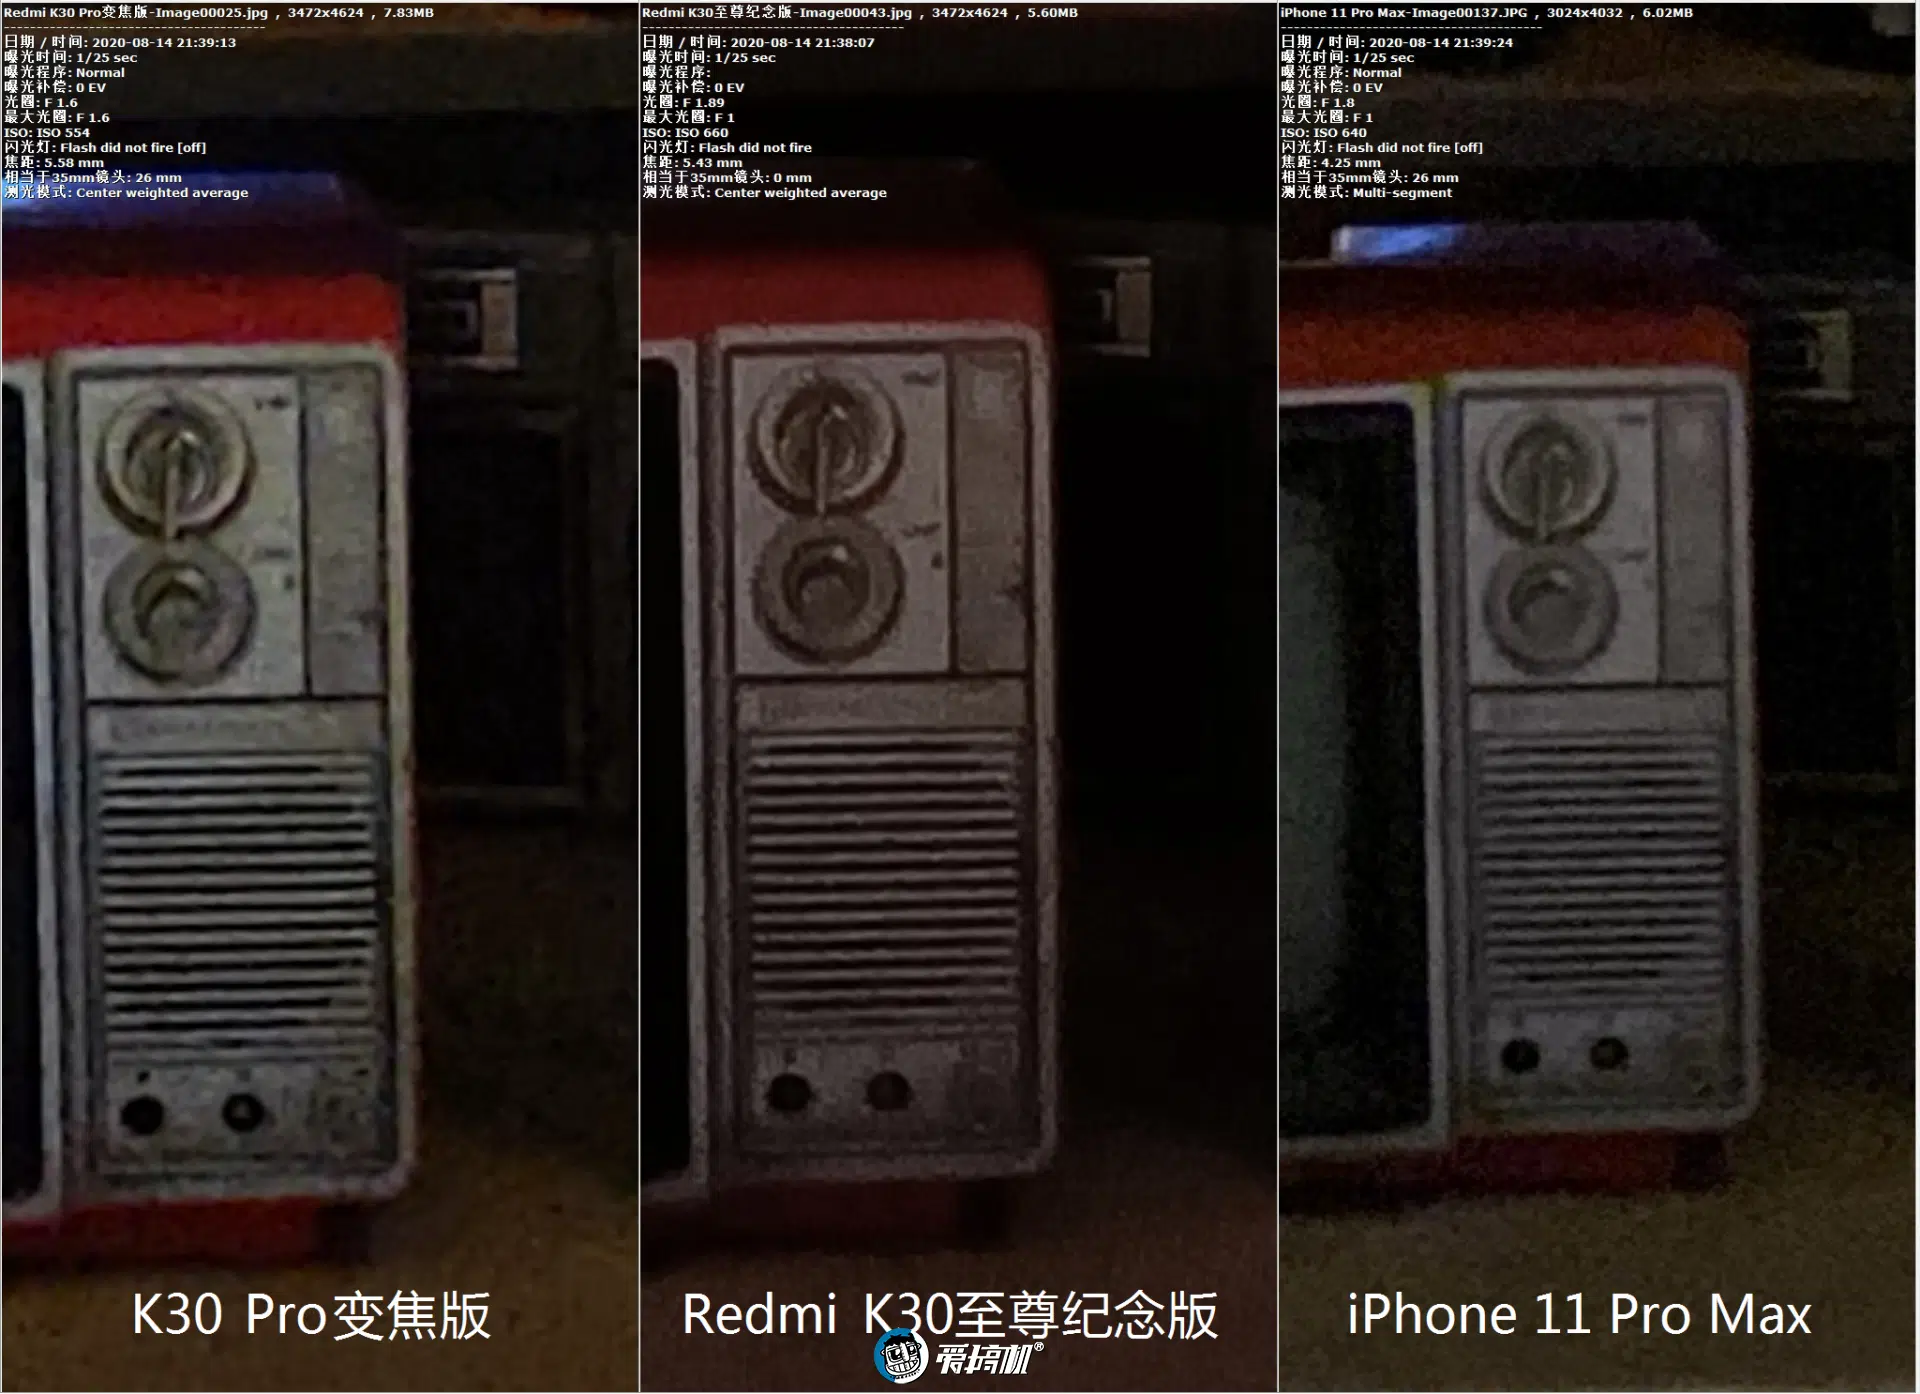 Redmi K30 Pro变焦版-Image00025.jpg , 3472x4624 , 7.83MB
日期 / 时间: 2020-08-14 21:39:13
曝光时间: 1/25 sec
曝光程序: Normal
曝光补偿: 0 EV
光圈: F 1.6
最大光圈: F 1.6
ISO: ISO 554
闪光灯: Flash did not fire [off]
焦距: 5.58 mm
相当于35mm镜头: 26 mm
测光模式: Center weighted average
Redmi K30至尊纪念版-Image00043.jpg , 3472x4624 , 5.60MB
日期 / 时间: 2020-08-14 21:38:07
曝光时间: 1/25 sec
曝光程序:
曝光补偿: 0 EV
光圈: F 1.89
最大光圈: F 1
ISO: ISO 660
闪光灯: Flash did not fire
焦距: 5.43 mm
相当于35mm镜头: 0 mm
测光模式: Center weighted average
iPhone 11 Pro Max-Image00137.JPG , 3024x4032 , 6.02MB
日期 / 时间: 2020-08-14 21:39:24
曝光时间: 1/25 sec
曝光程序: Normal
曝光补偿: 0 EV
光圈: F 1.8
最大光圈: F 1
ISO: ISO 640
闪光灯: Flash did not fire [off]
焦距: 4.25 mm
相当于35mm镜头: 26 mm
测光模式: Multi-segment
K30 Pro变焦版
Redmi K30至尊纪念版
iPhone 11 Pro Max
爱搞机®